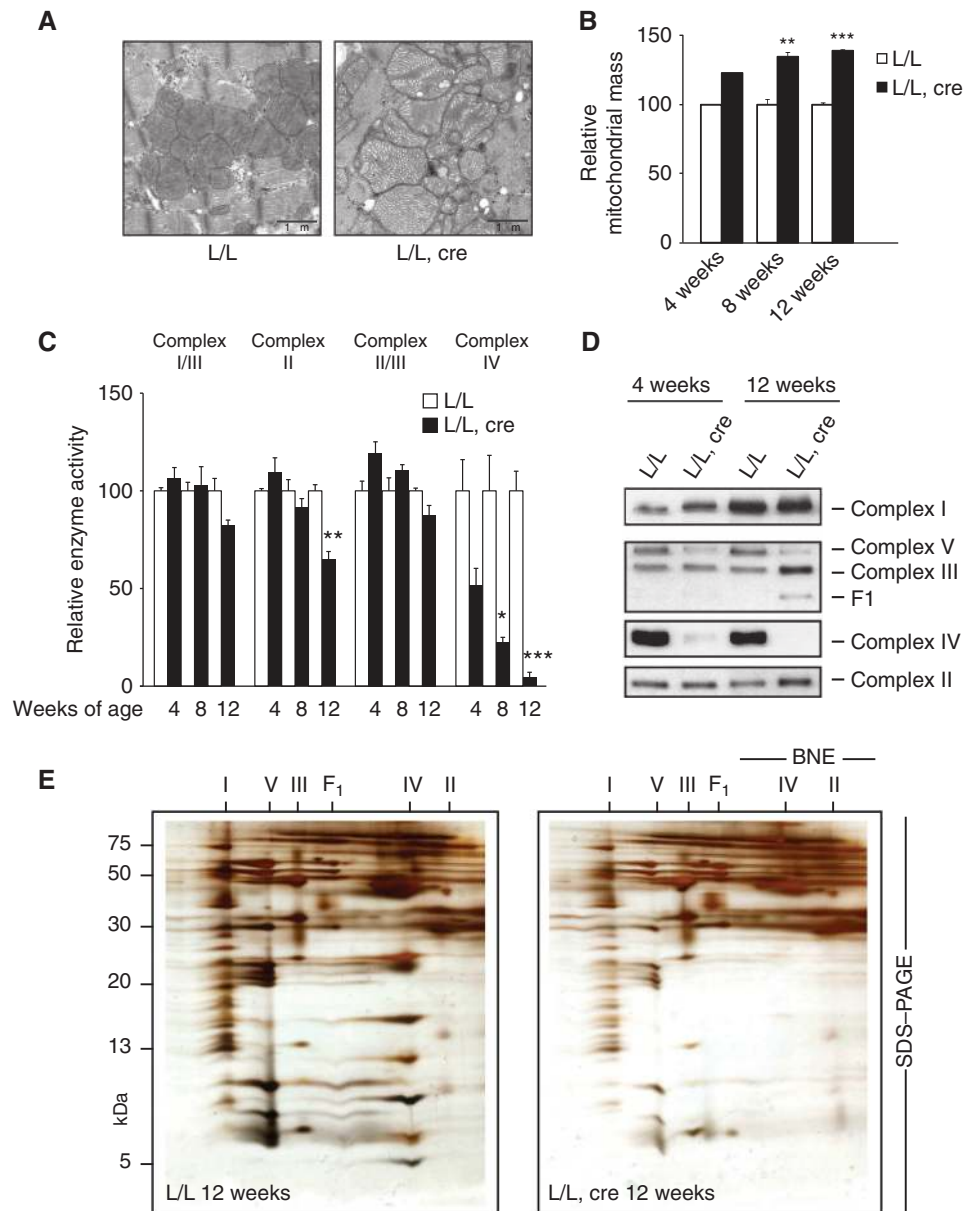 A
1 m
1 m
L/L
L/L, cre
B
150
100
50
0
Relative
mitochondrial mass
** ***
L/L
L/L, cre
4 weeks
8 weeks
12 weeks
C
Complex
I/III
Complex
II
Complex
II/III
Complex
IV
150
100
50
0
Relative enzyme activity
L/L
L/L, cre
**
*
***
Weeks of age 4 8 12 4 8 12 4 8 12 4 8 12
D
4 weeks 12 weeks
L/L L/L, cre L/L L/L, cre
Complex I
Complex V
Complex III
F1
Complex IV
Complex II
E
BNE
I V III F1 IV II
I V III F1 IV II
75
50
30
20
13
5
kDa
L/L 12 weeks
L/L, cre 12 weeks
SDS–PAGE